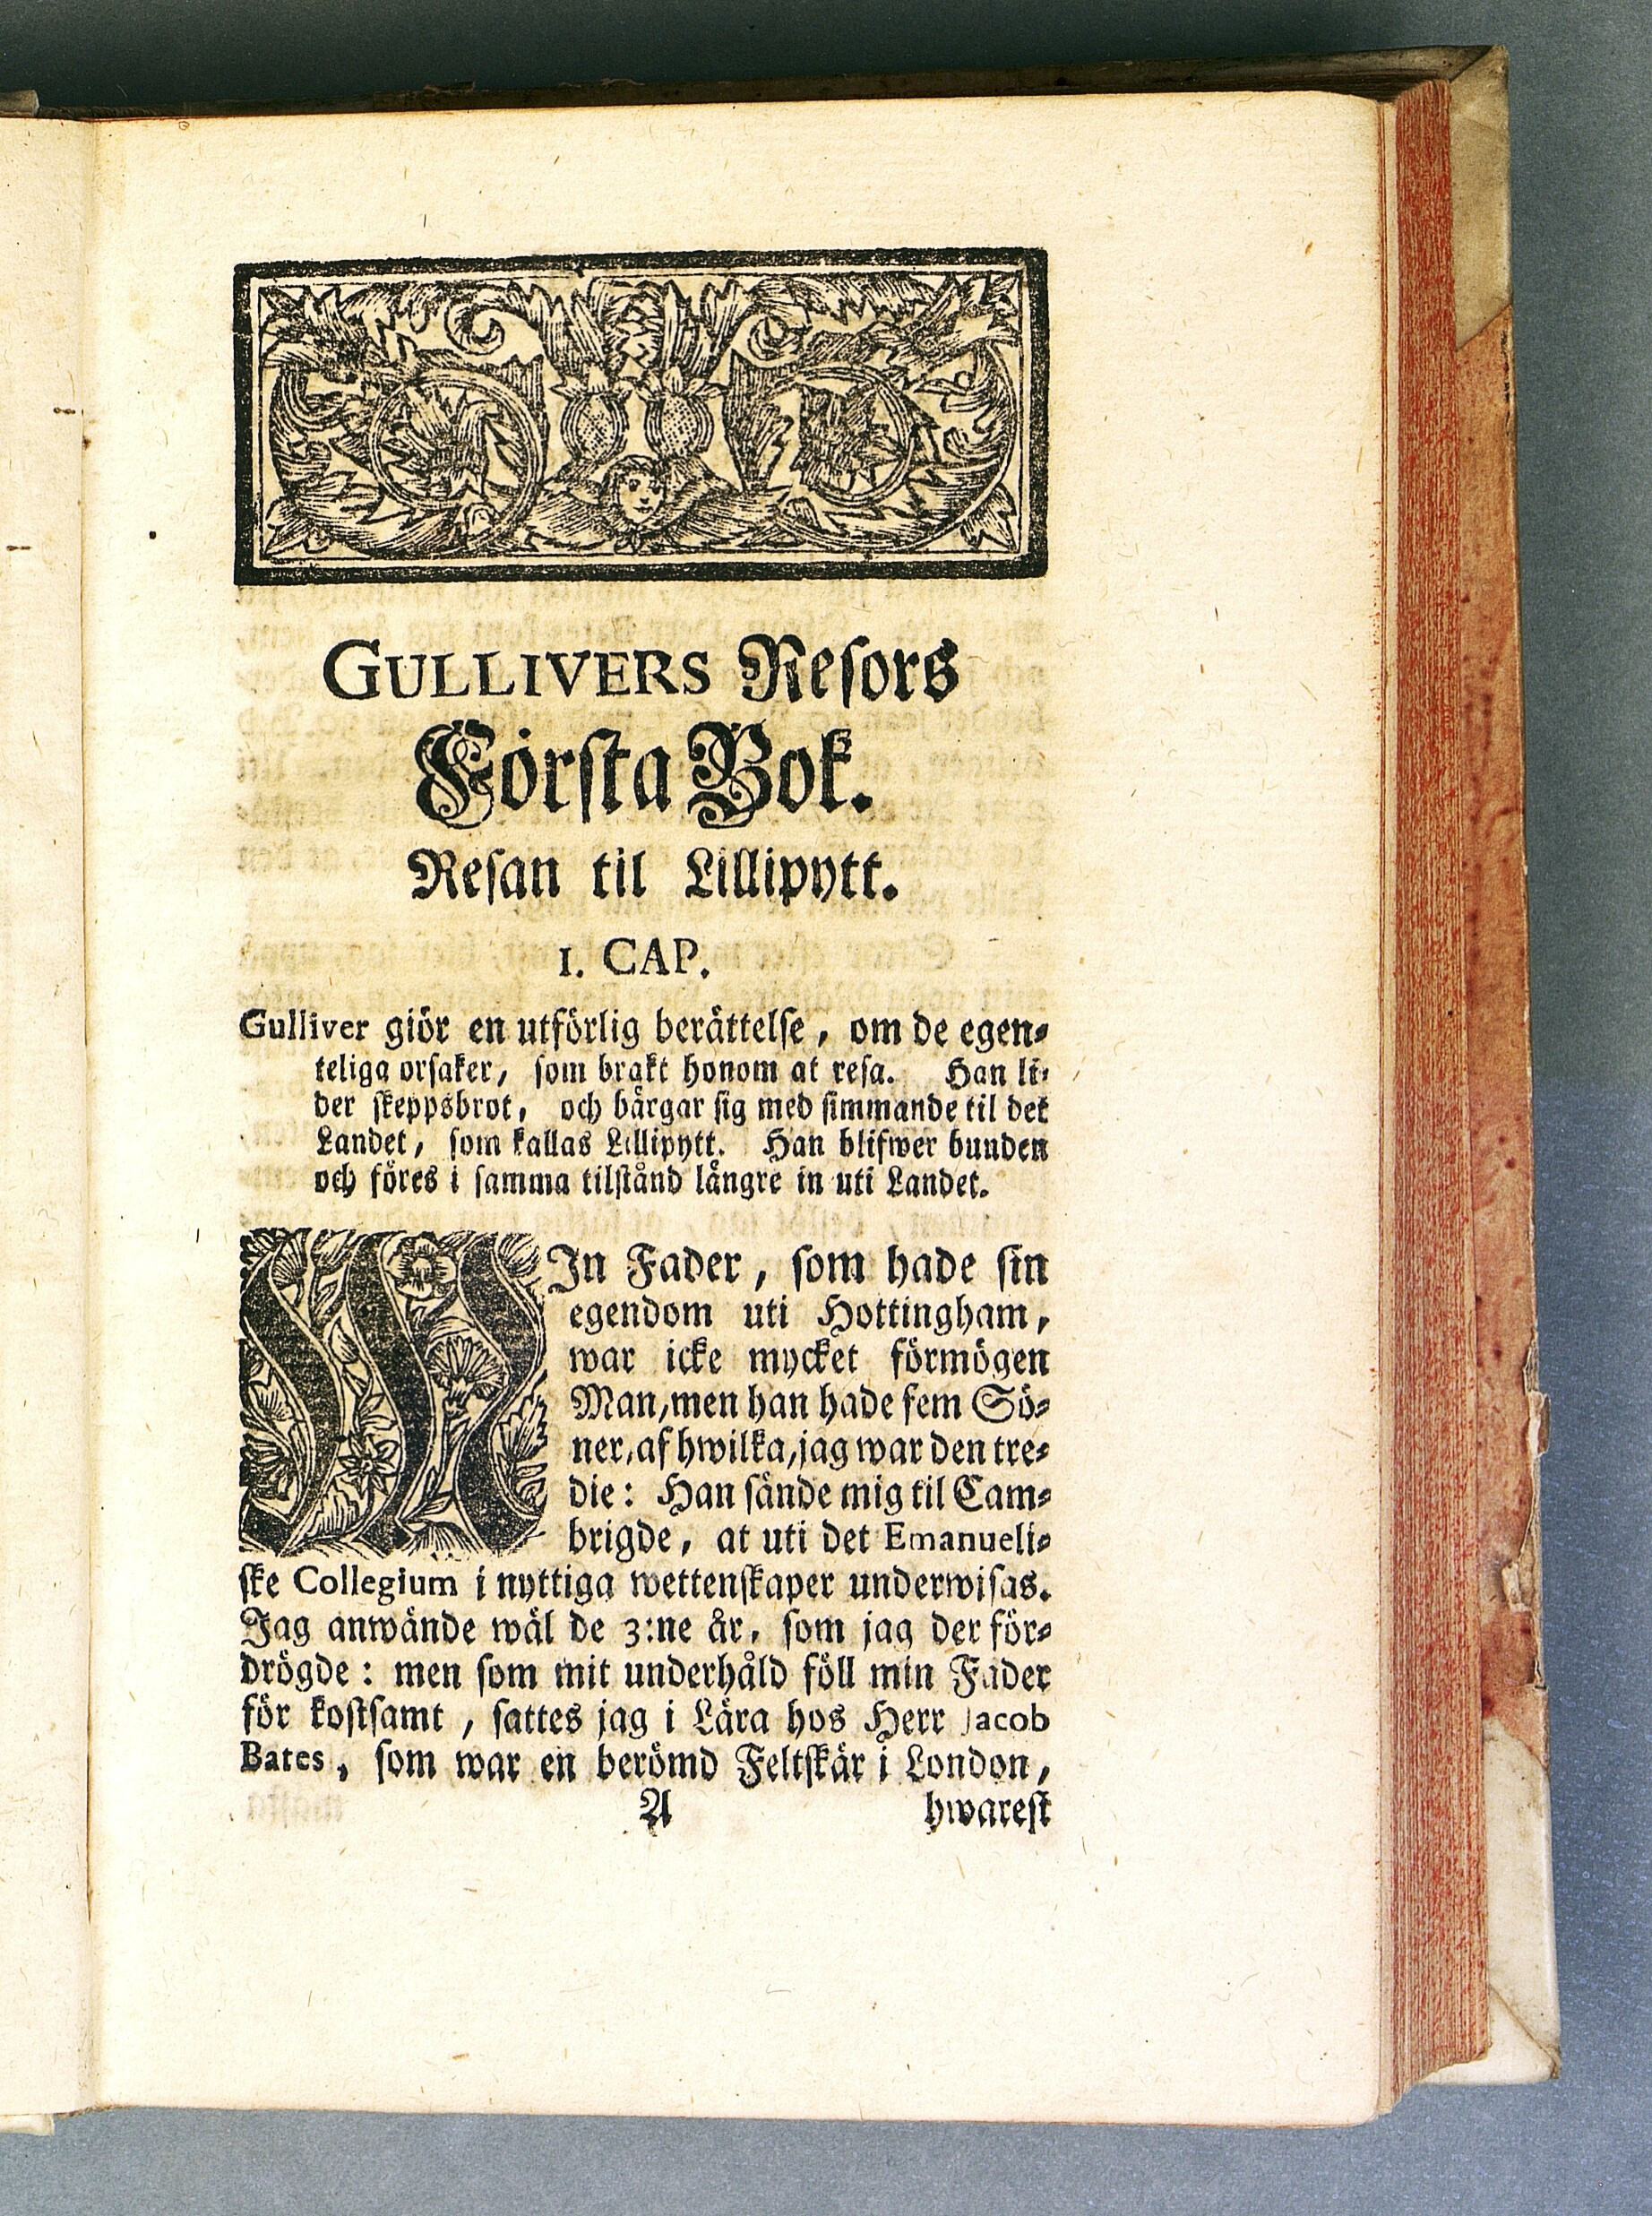 GULLIVERS Resors
Första Bok.
Resan til Lillipytt.
1. CAP.
Gulliver giör en utförlig berättelse, om de egen-
teliga orsaker, som brakt honom at resa. Han li-
der skeppsbrot, och bärgar sig med simmande til det
Landet, som kallas Lillipytt. Han blifwer bunden
och föres i samma tilstånd längre in uti Landet.
MIn Fader, som hade sin
egendom uti Hottingham,
war icke mycket förmögen
Man, men han hade fem Sö-
ner, af hwilka, jag war den tre-
die: Han sände mig til Cam-
brigde, at uti det Emanueli-
ske Collegium i nyttiga wettenskaper underwisas.
Jag anwände wäl de 3:ne år, som jag der för-
drögde: men som mit underhåld föll min Fader
för kostsamt, sattes jag i Lära hos Herr Jacob
Bates, som war en berömd Feltskär i London,
A hwarest